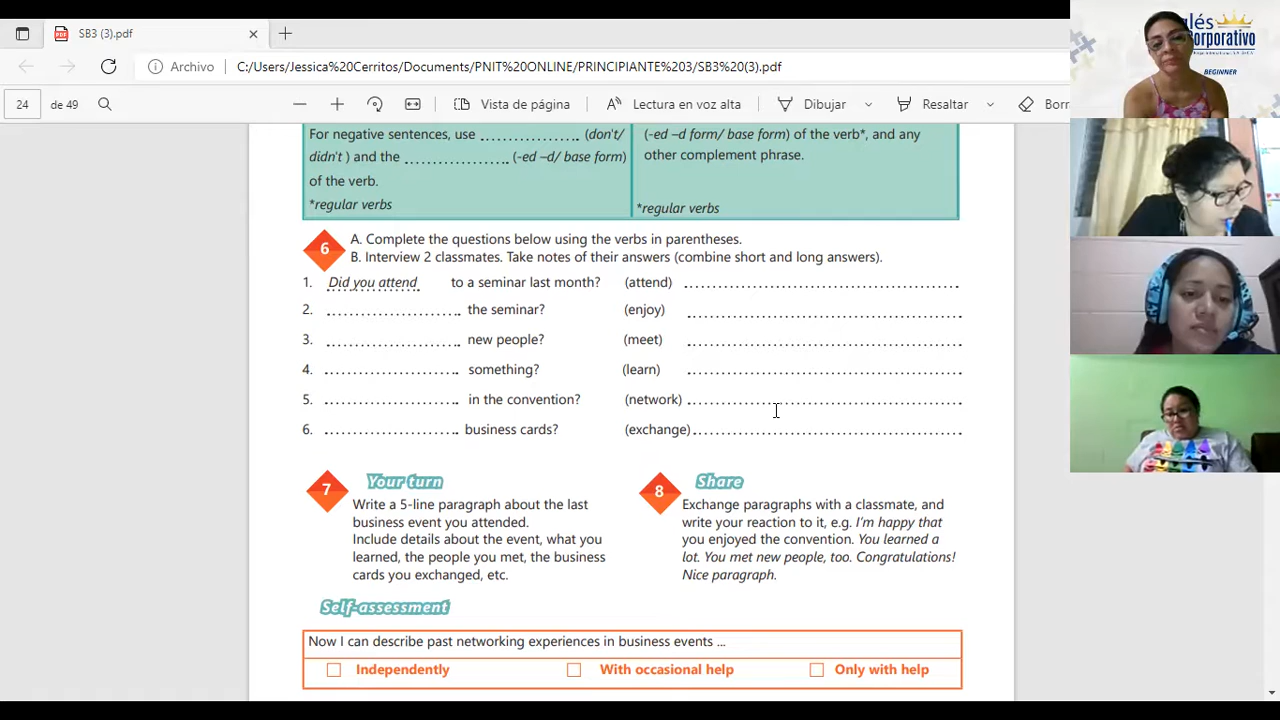 SB3 (3).pdf
Archivo
C:/Users/Jessica%20Cerritos/Documents/PNIT%20ONLINE/PRINCIPIANTE%203/SB3%20(3).pdf
24
de 49
Vista de página
Lectura en voz alta
Dibujar
Resaltar
Borr
For negative sentences, use ........................ (don't/
didn't ) and the ........................ (-ed –d/ base form)
of the verb.
*regular verbs
(-ed –d form/ base form) of the verb*, and any
other complement phrase.
*regular verbs
6
A. Complete the questions below using the verbs in parentheses.
B. Interview 2 classmates. Take notes of their answers (combine short and long answers).
1. Did you attend to a seminar last month? (attend) ........................
2. ........................ the seminar? (enjoy) ........................
3. ........................ new people? (meet) ........................
4. ........................ something? (learn) ........................
5. ........................ in the convention? (network) ........................
6. ........................ business cards? (exchange) ........................
7
Your turn
Write a 5-line paragraph about the last
business event you attended.
Include details about the event, what you
learned, the people you met, the business
cards you exchanged, etc.
8
Share
Exchange paragraphs with a classmate, and
write your reaction to it, e.g. I'm happy that
you enjoyed the convention. You learned a
lot. You met new people, too. Congratulations!
Nice paragraph.
Self-assessment
Now I can describe past networking experiences in business events ...
Independently
With occasional help
Only with help
Corporativo
BEGINNER